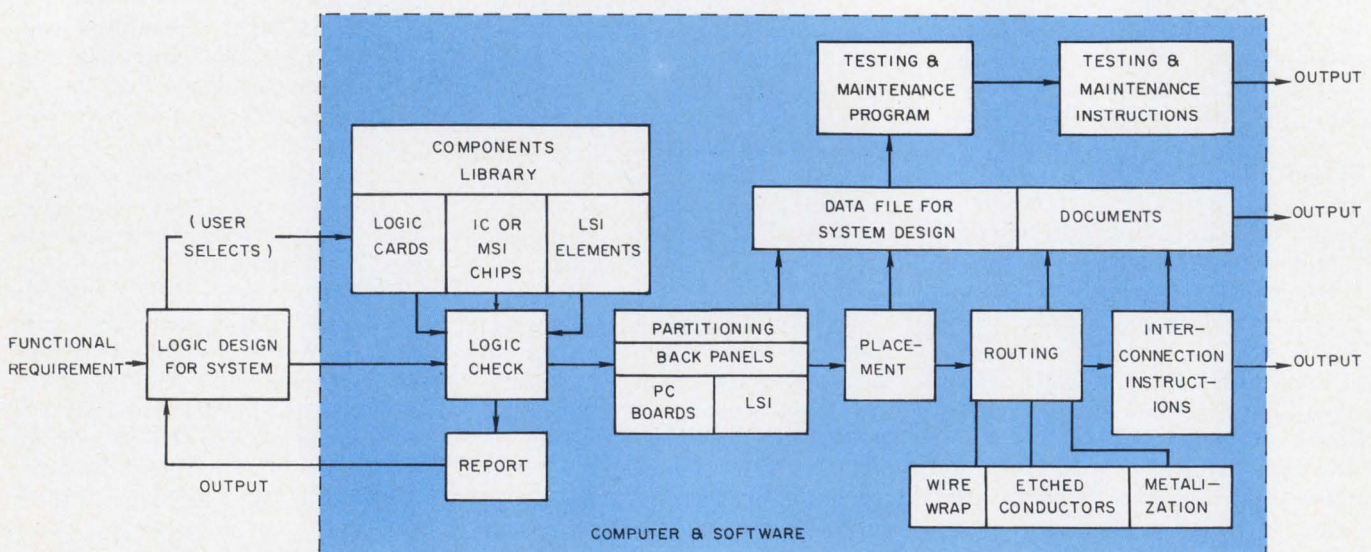 TESTING &
MAINTENANCE
PROGRAM
TESTING &
MAINTENANCE
INSTRUCTIONS
OUTPUT
COMPONENTS
LIBRARY
LOGIC
CARDS
IC OR
MSI
CHIPS
LSI
ELEMENTS
DATA FILE FOR
SYSTEM DESIGN
DOCUMENTS
OUTPUT
(USER
SELECTS)
FUNCTIONAL
REQUIREMENT
LOGIC DESIGN
FOR SYSTEM
LOGIC
CHECK
PARTITIONING
BACK PANELS
PC
BOARDS
LSI
PLACE-
MENT
ROUTING
INTER-
CONNECTION
INSTRUCT-
IONS
OUTPUT
REPORT
OUTPUT
WIRE
WRAP
ETCHED
CONDUCTORS
METALI-
ZATION
COMPUTER & SOFTWARE